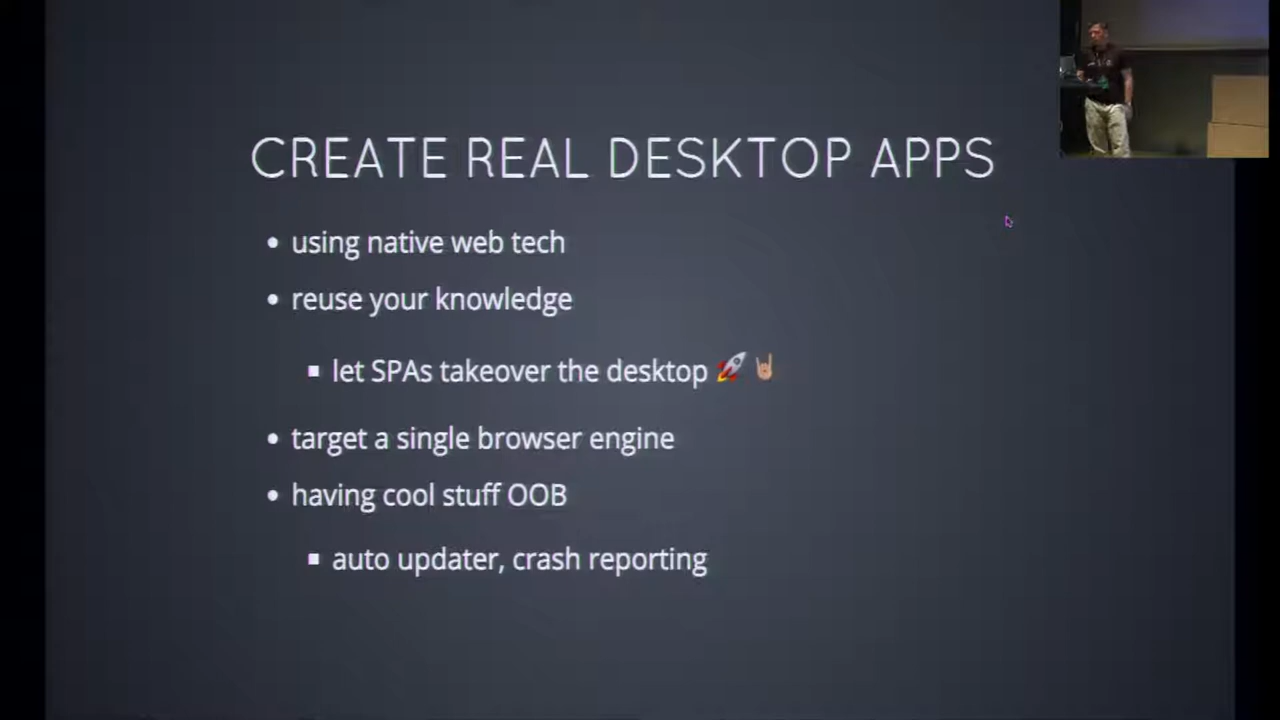 CREATE REAL DESKTOP APPS
• using native web tech
• reuse your knowledge
▪ let SPAs takeover the desktop 🚀🤘🏼
• target a single browser engine
• having cool stuff OOB
▪ auto updater, crash reporting